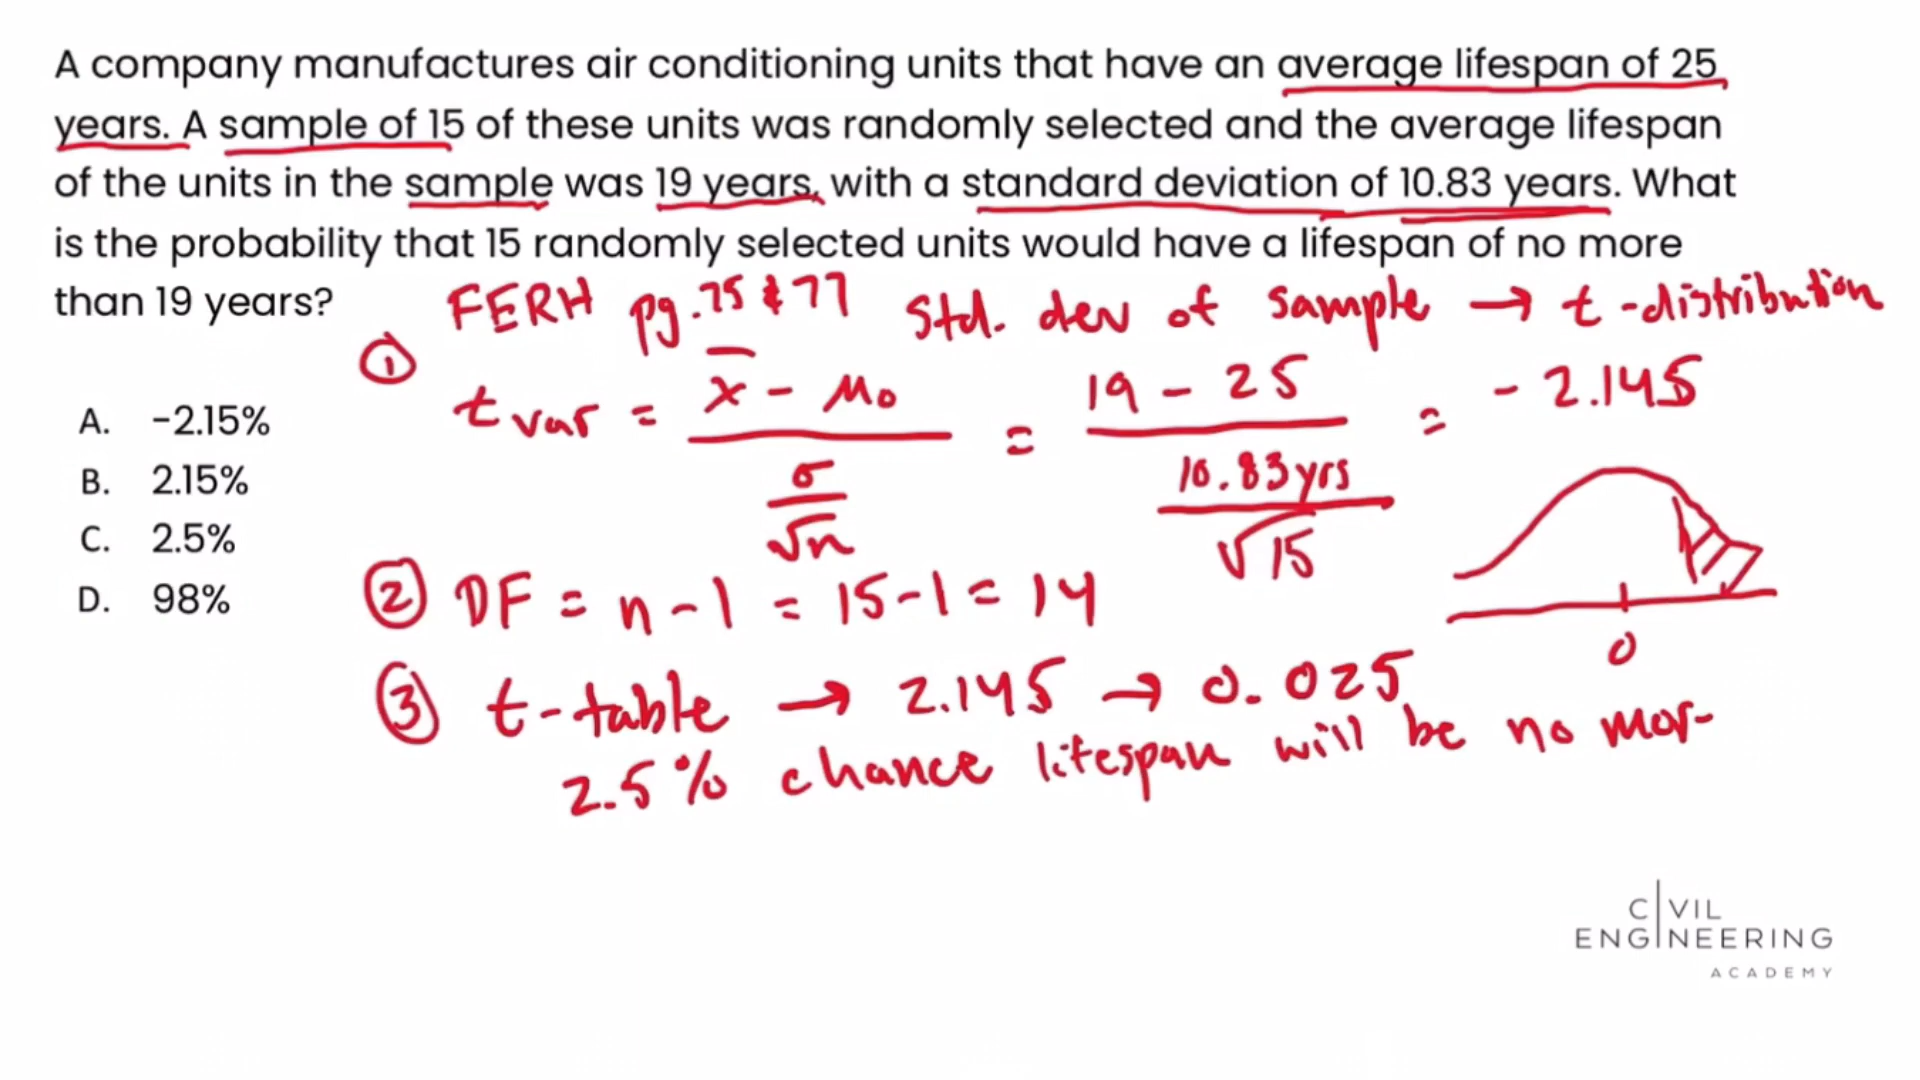 A company manufactures air conditioning units that have an average lifespan of 25
years. A sample of 15 of these units was randomly selected and the average lifespan
of the units in the sample was 19 years, with a standard deviation of 10.83 years. What
is the probability that 15 randomly selected units would have a lifespan of no more
than 19 years?
FERH pg. 75 & 77 Std. dev of sample → t-distribution
① t var = x̄ - M₀ / σ/√n = 19 - 25 / 10.83 yrs/√15 = -2.145
A. -2.15%
B. 2.15%
C. 2.5%
D. 98%
② DF = n-1 = 15-1 = 14
0
③ t-table → 2.145 → 0.025
2.5% chance lifespan will be no mor-
CIVIL
ENGINEERING
ACADEMY